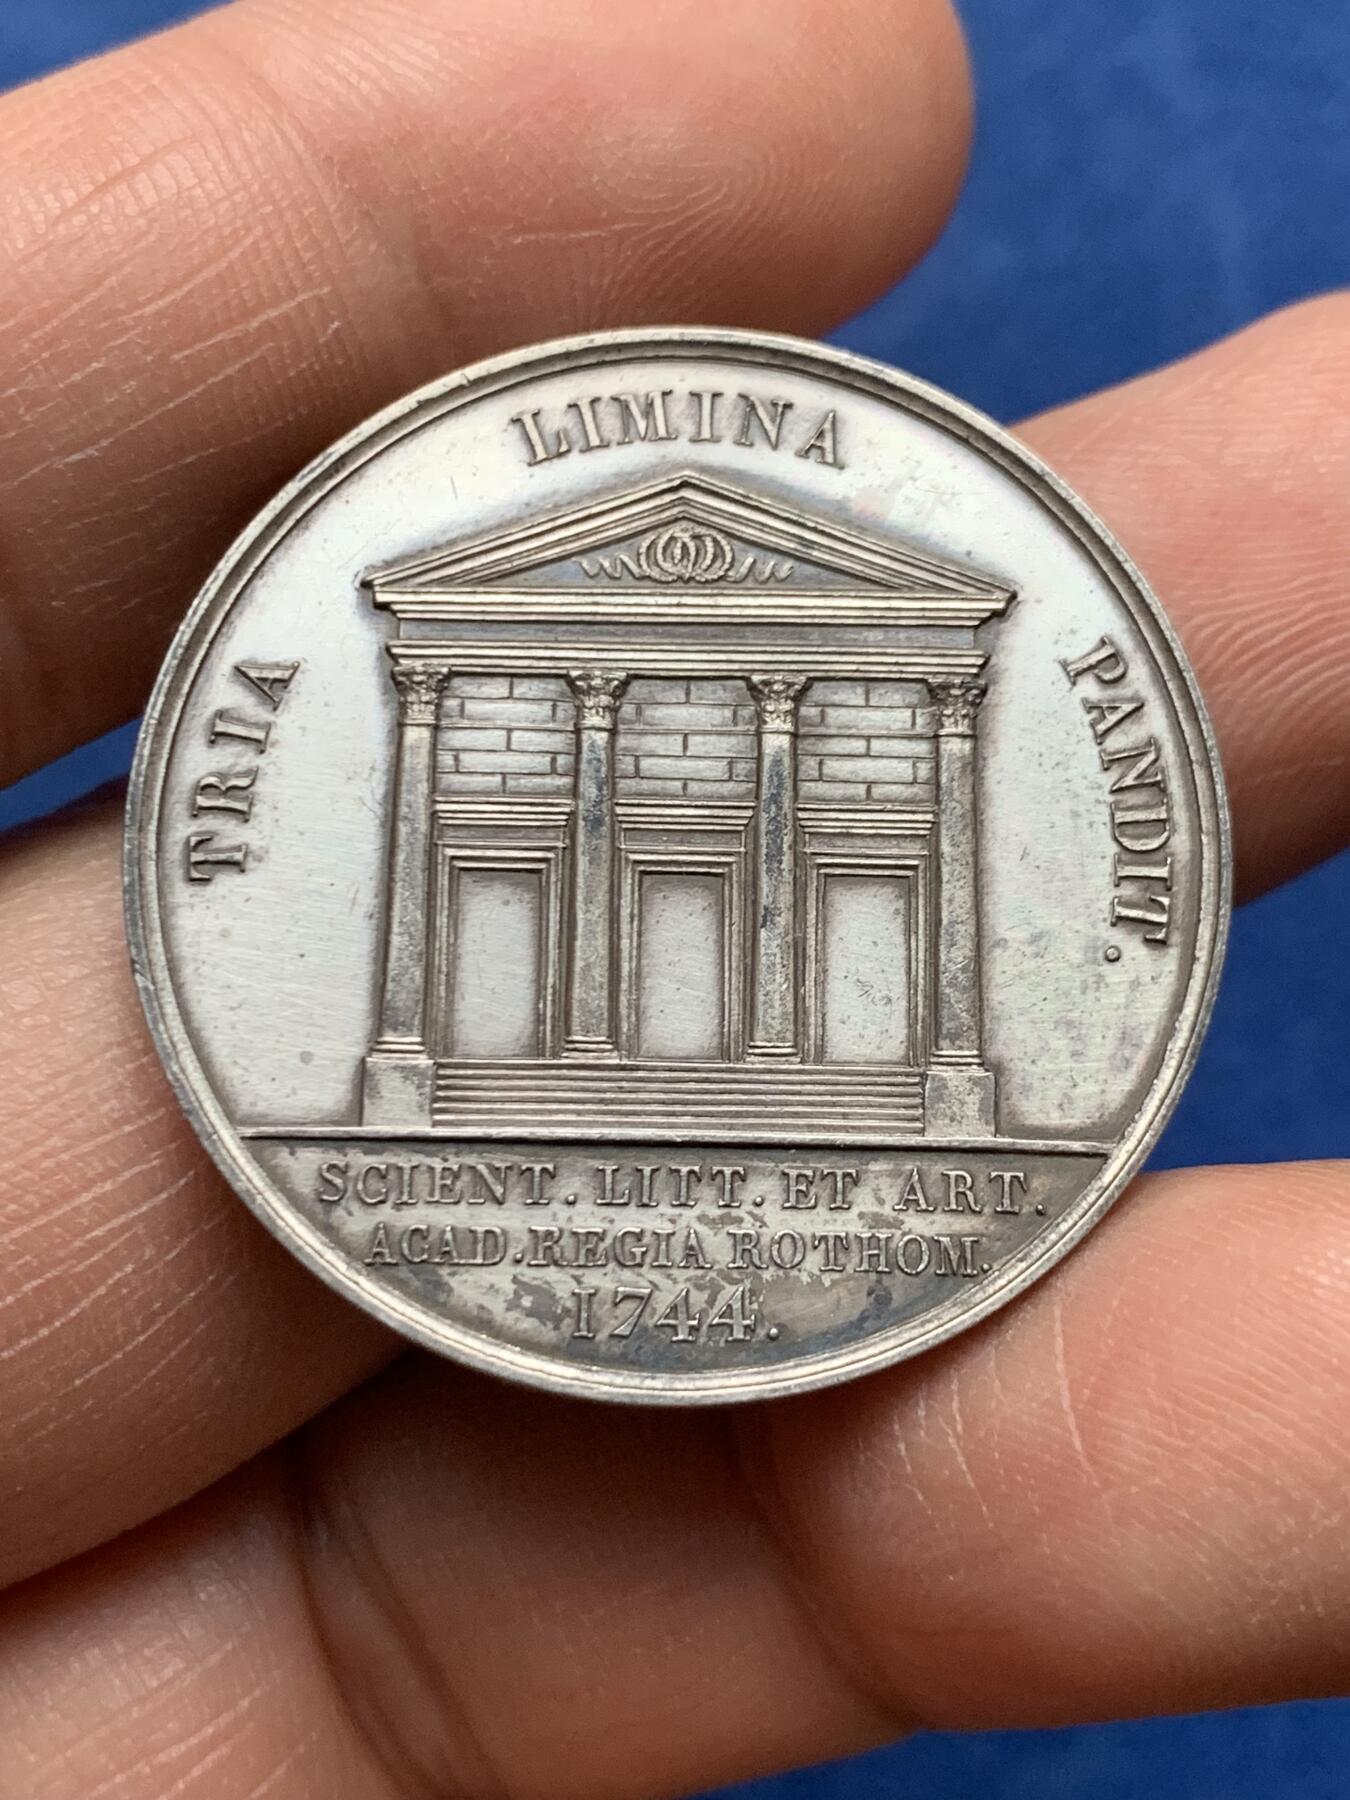 TRIA LIMINA PANDIT.
SCIENT. LITT. ET ART.
ACAD. REGIA ROTHOM.
1744.